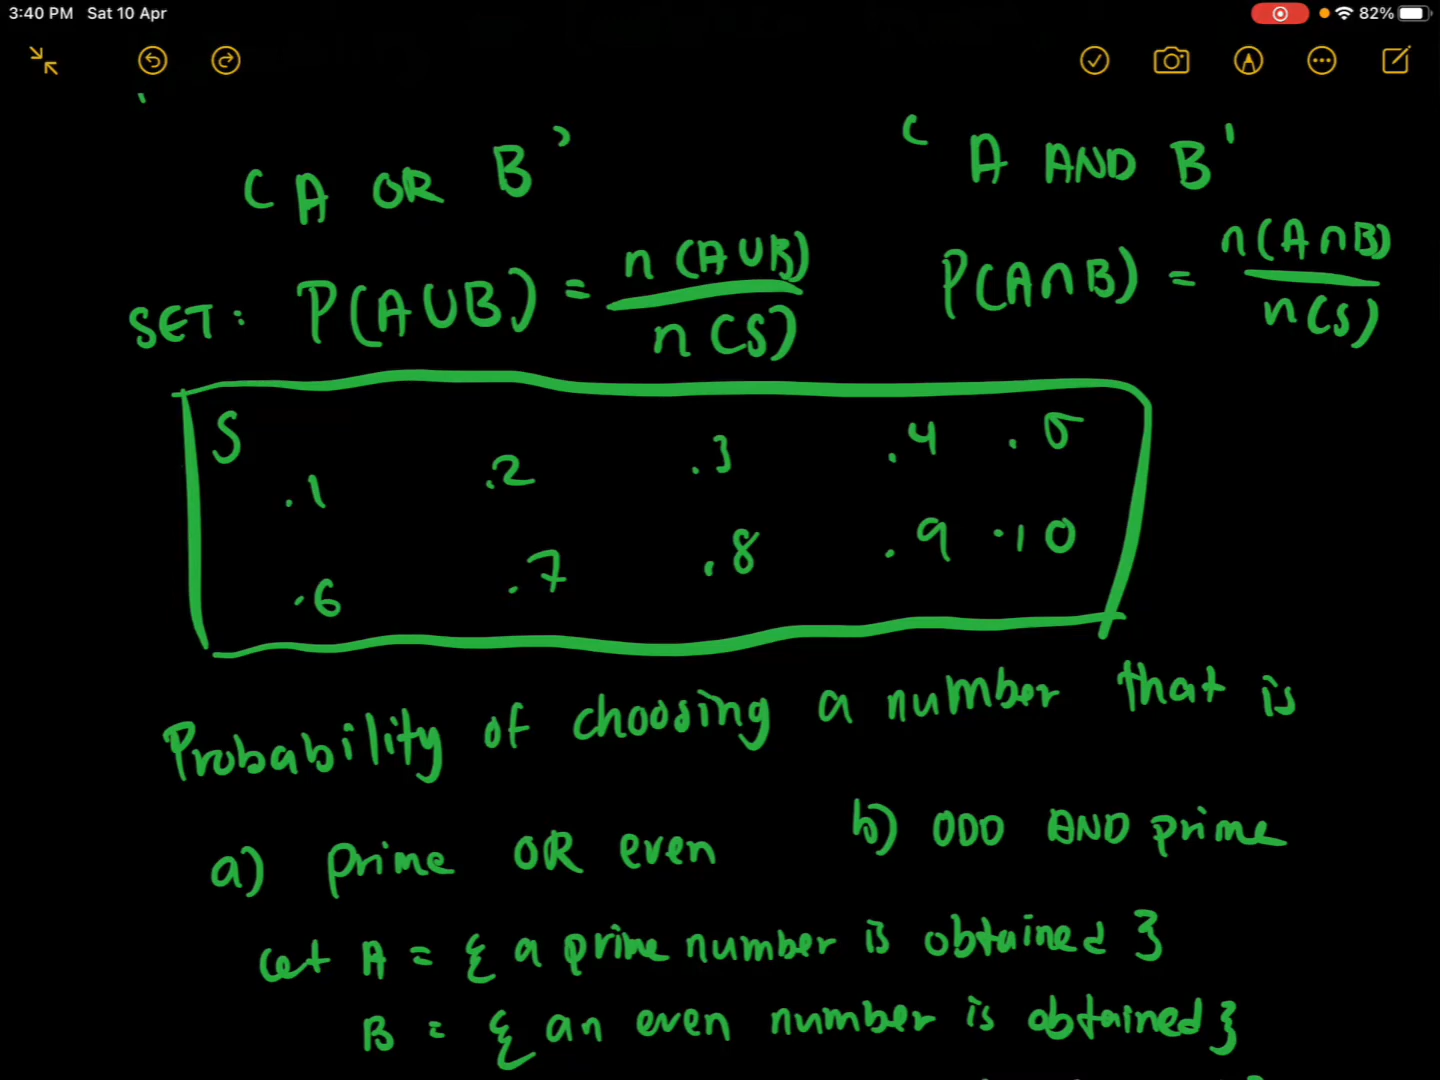 3:40 PM Sat 10 Apr 82%
'A OR B' 'A AND B'
SET: P(A∪B) = n(A∪B) / n(S) P(A∩B) = n(A∩B) / n(S)
S
.1 .2 .3 .4 .5
.6 .7 .8 .9 .10
Probability of choosing a number that is
a) prime OR even b) ODD AND prime
let A = { a prime number is obtained }
B = { an even number is obtained }